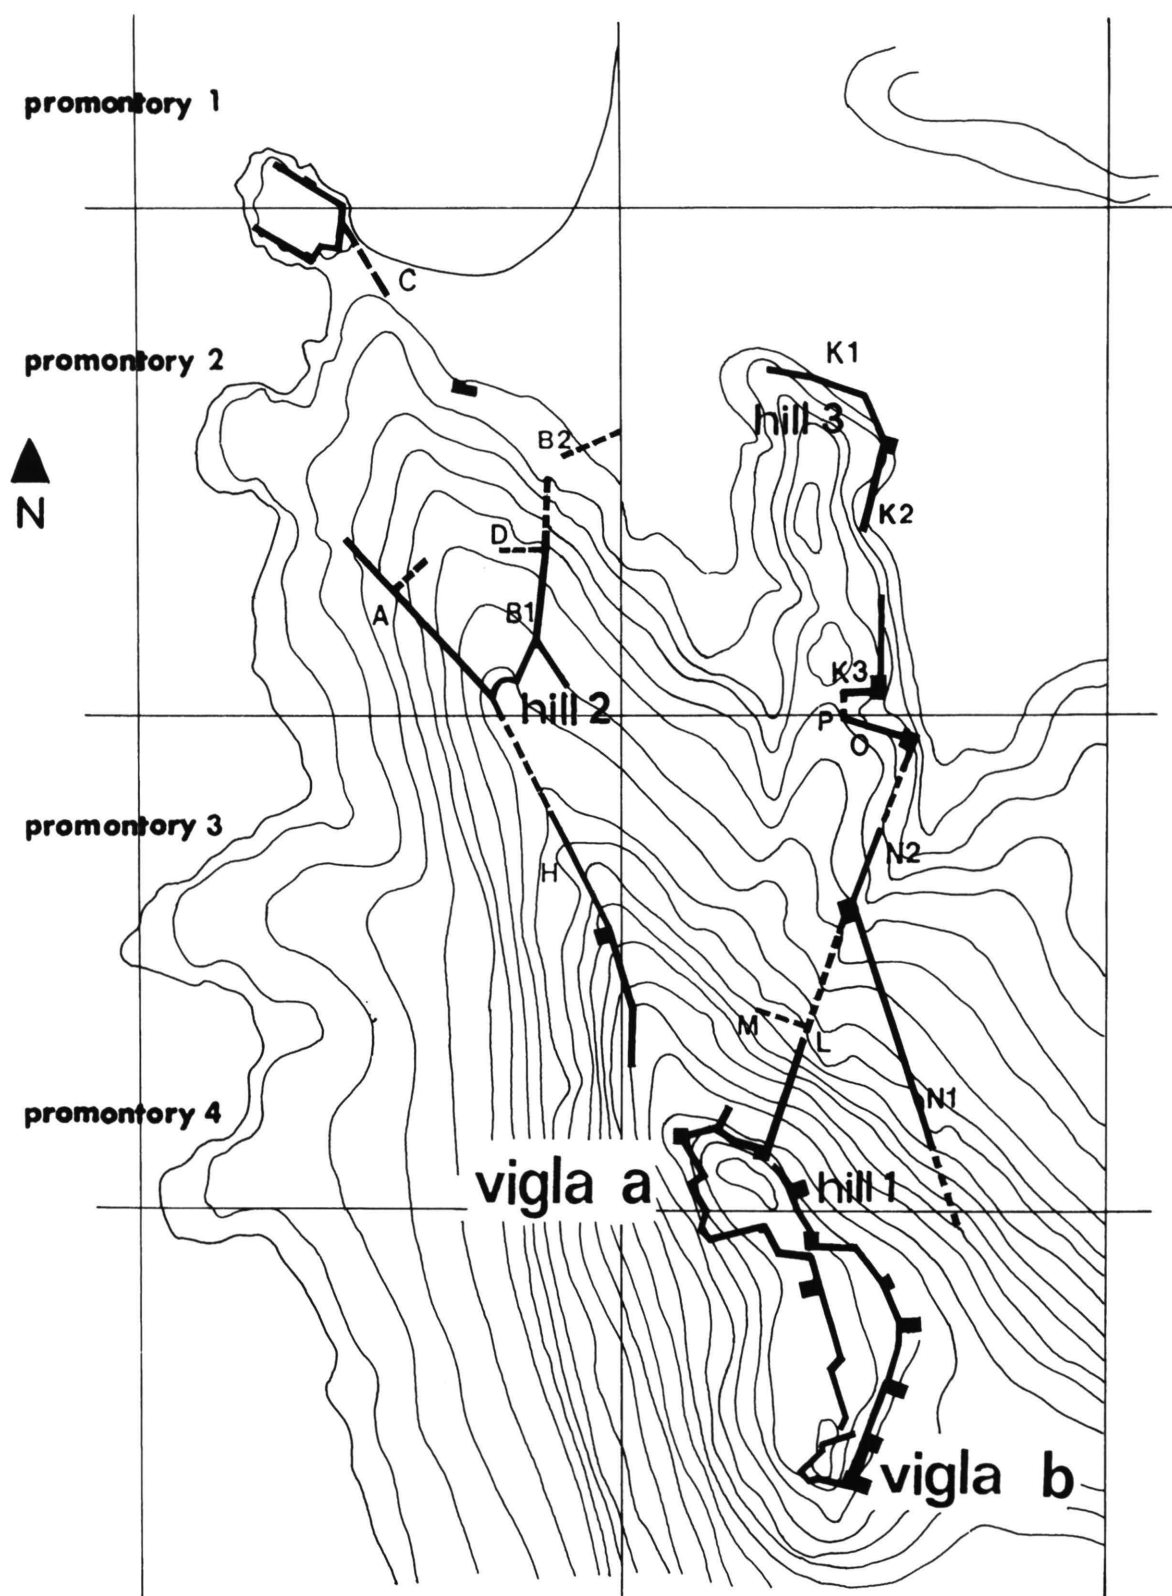 promontory 1
C
promontory 2
K1
hill 3
B2
N
K2
D
A
B1
K3
hill 2
P
O
promontory 3
N2
H
M
L
N1
promontory 4
vigla a
hill 1
vigla b